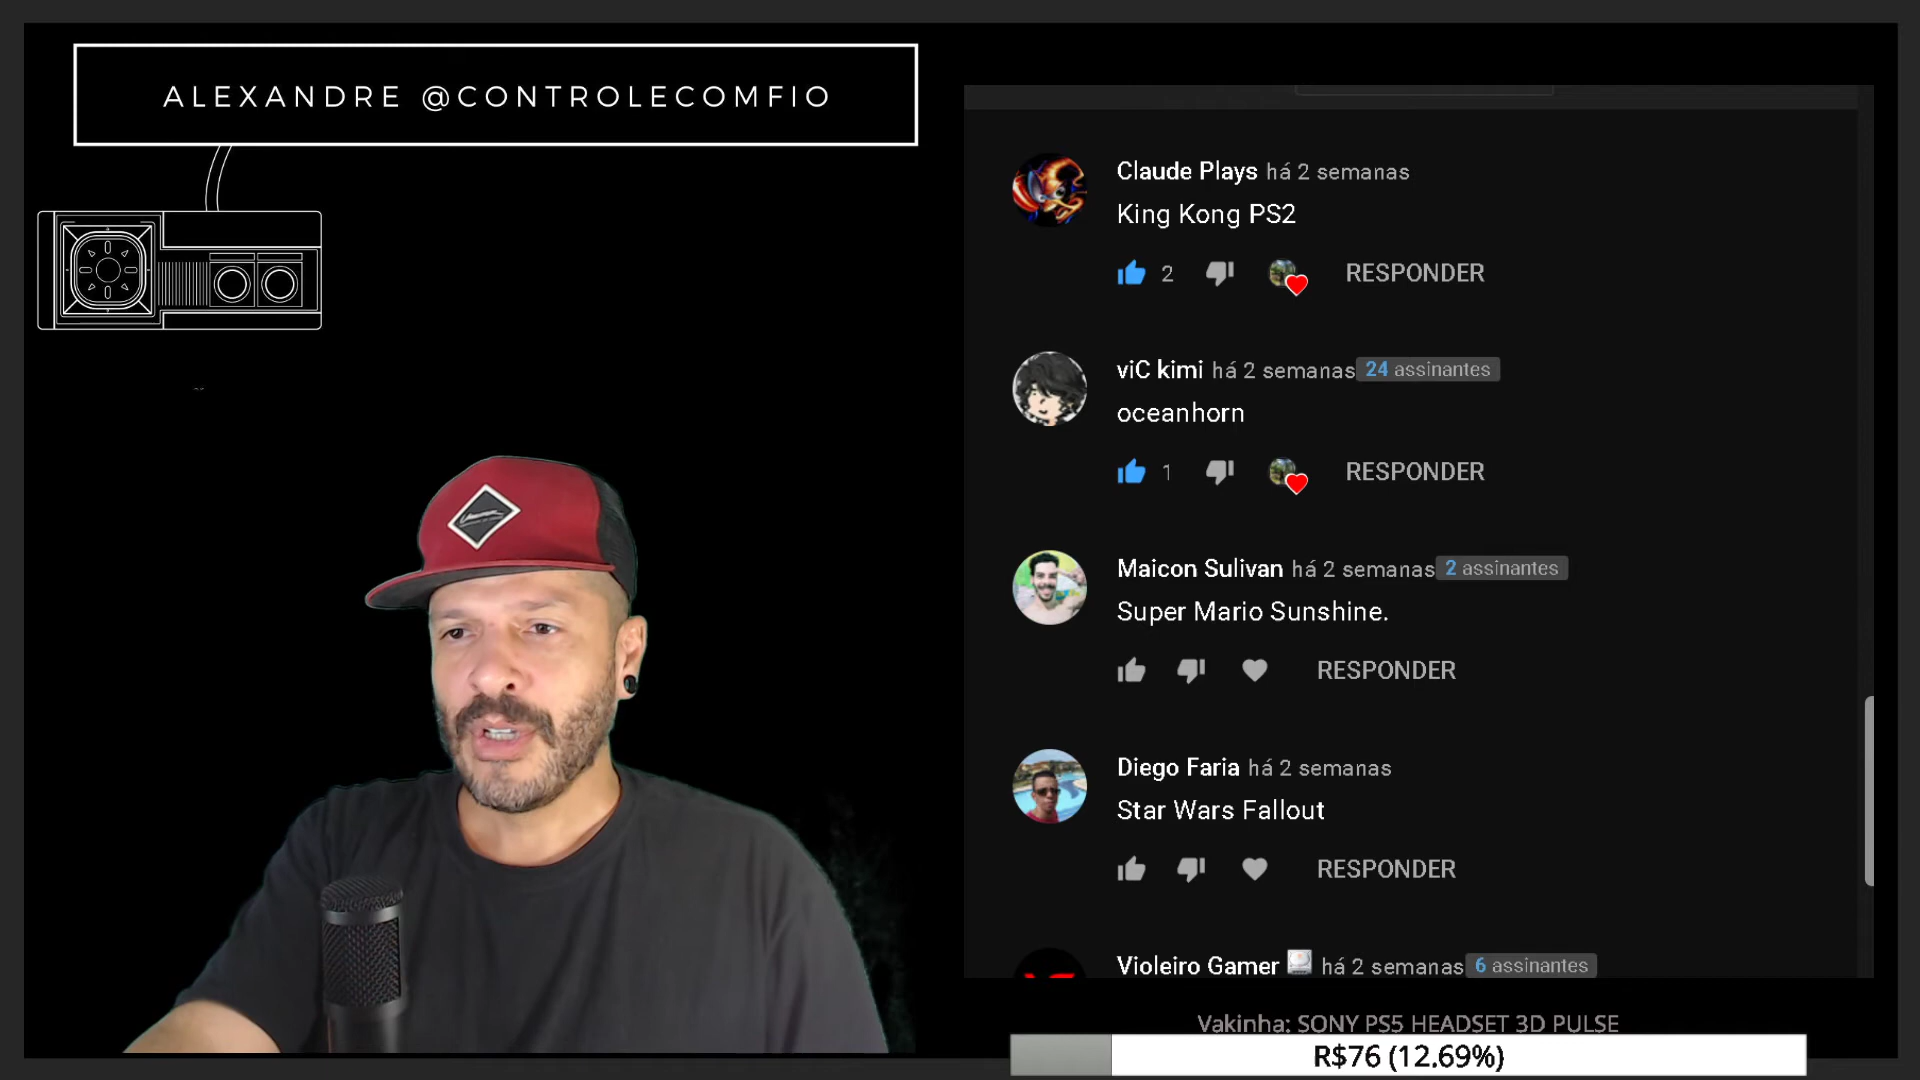 ALEXANDRE @CONTROLECOMFIO
Claude Plays há 2 semanas
King Kong PS2
2 RESPONDER
viC kimi há 2 semanas 24 assinantes
oceanhorn
1 RESPONDER
Maicon Sulivan há 2 semanas 2 assinantes
Super Mario Sunshine.
RESPONDER
Diego Faria há 2 semanas
Star Wars Fallout
RESPONDER
Violeiro Gamer há 2 semanas 6 assinantes
Vakinha: SONY PS5 HEADSET 3D PULSE
R$76 (12.69%)